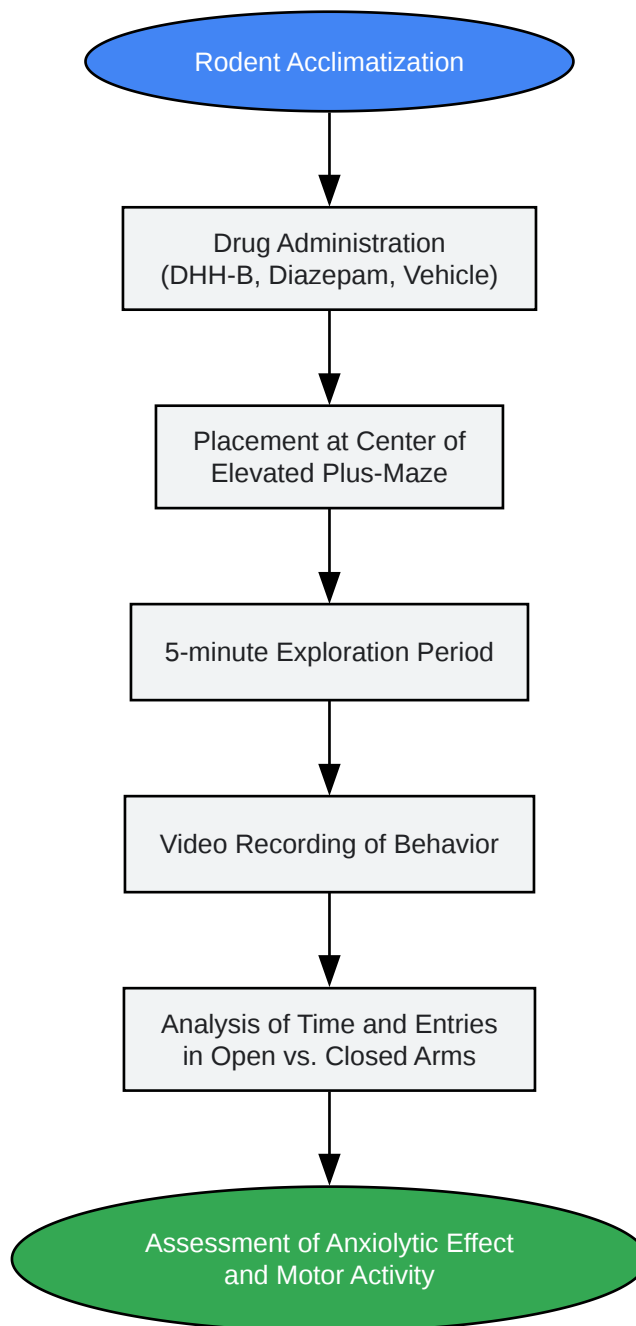 Rodent Acclimatization
Drug Administration
(DHH-B, Diazepam, Vehicle)
Placement at Center of
Elevated Plus-Maze
5-minute Exploration Period
Video Recording of Behavior
Analysis of Time and Entries
in Open vs. Closed Arms
Assessment of Anxiolytic Effect
and Motor Activity